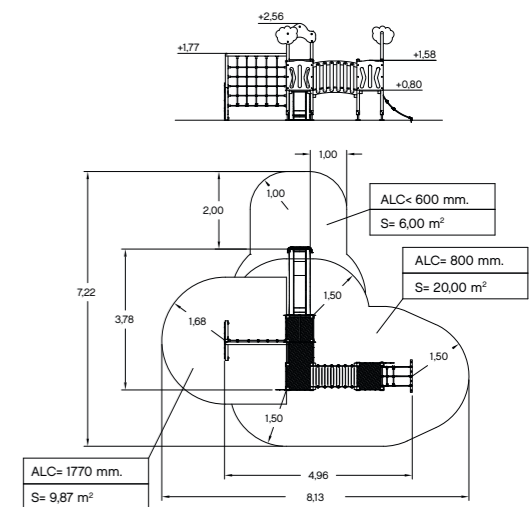 +2,56
+1,77
+1,58
+0,80
1,00
1,00
2,00
ALC< 600 mm.
S= 6,00 m²
ALC= 800 mm.
S= 20,00 m²
7,22
3,78
1,50
1,68
1,50
1,50
ALC= 1770 mm.
S= 9,87 m²
4,96
8,13